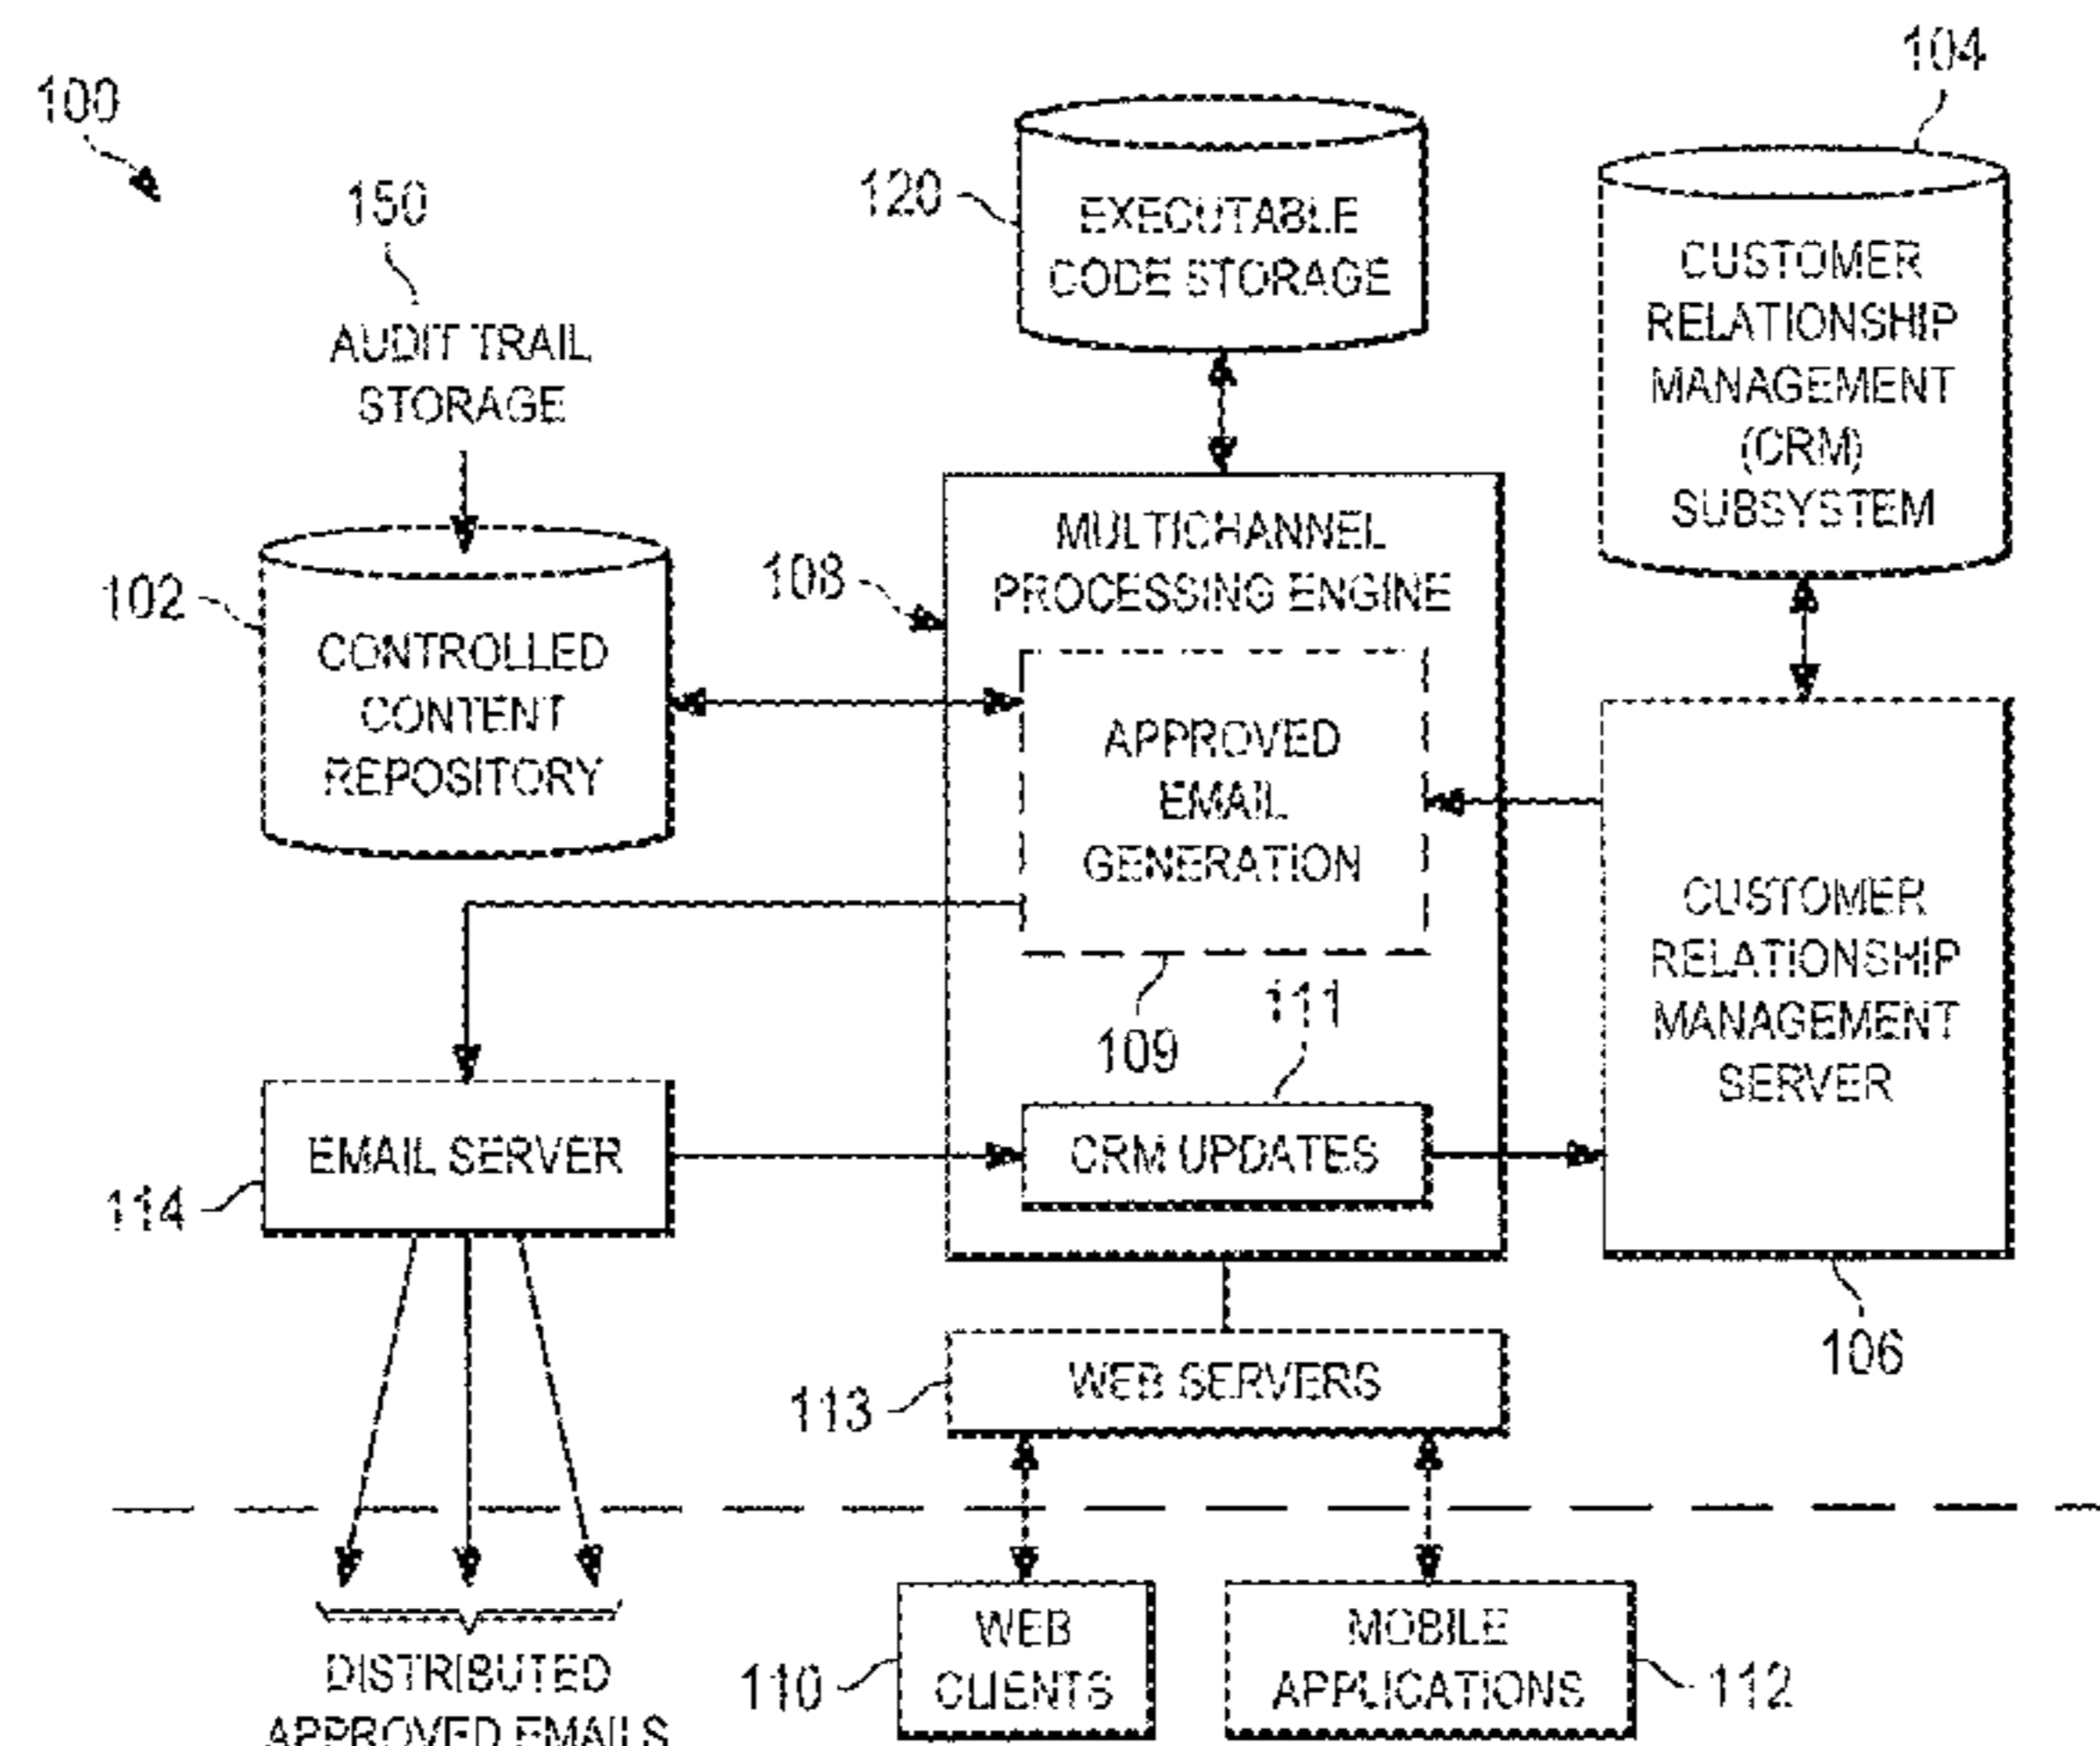 100
150
AUDIT TRAIL
STORAGE
120
EXECUTABLE
CODE STORAGE
104
CUSTOMER
RELATIONSHIP
MANAGEMENT
(CRM)
SUBSYSTEM
102
CONTROLLED
CONTENT
REPOSITORY
108
MULTICHANNEL
PROCESSING ENGINE
APPROVED
EMAIL
GENERATION
109
111
CRM UPDATES
CUSTOMER
RELATIONSHIP
MANAGEMENT
SERVER
106
EMAIL SERVER
114
WEB SERVERS
113
DISTRIBUTED
APPROVED EMAILS
WEB
CLIENTS
110
MOBILE
APPLICATIONS
112